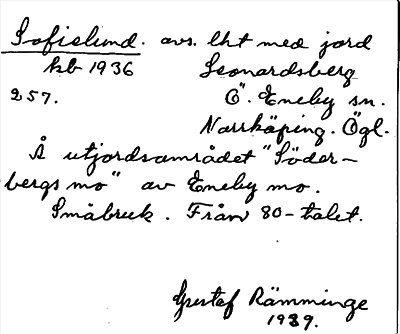 Sofielund. avs. lht med jord
kb 1936 Leonardsberg
257. Ö. Eneby sn.
Norrköping. Ögl.
Å utjordsområdet "Söder-
bergs mo" av Eneby mo.
Småbruk. Från 80-talet.
Gustaf Rämminge
1939.